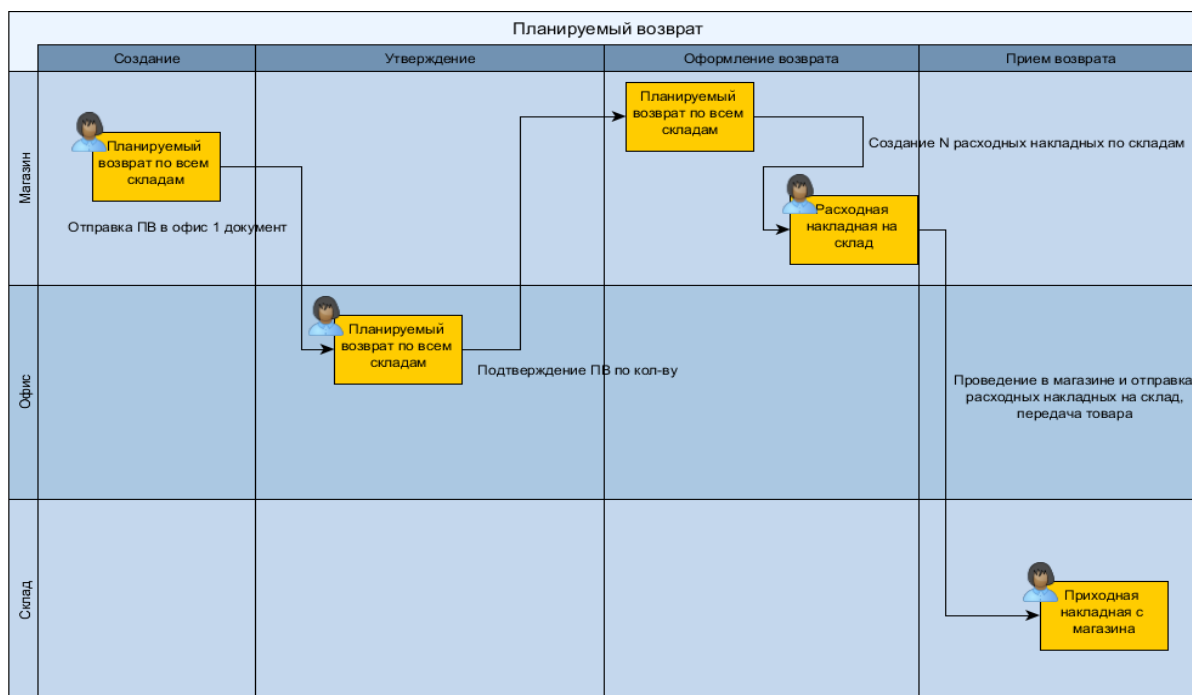 Планируемый возврат
Создание
Утверждение
Оформление возврата
Прием возврата
Магазин
Планируемый
возврат по всем
складам
Отправка ПВ в офис 1 документ
Планируемый
возврат по всем
складам
Создание N расходных накладных по складам
Расходная
накладная на
склад
Офис
Планируемый
возврат по всем
складам
Подтверждение ПВ по кол-ву
Проведение в магазине и отправка
расходных накладных на склад,
передача товара
Склад
Приходная
накладная с
магазина